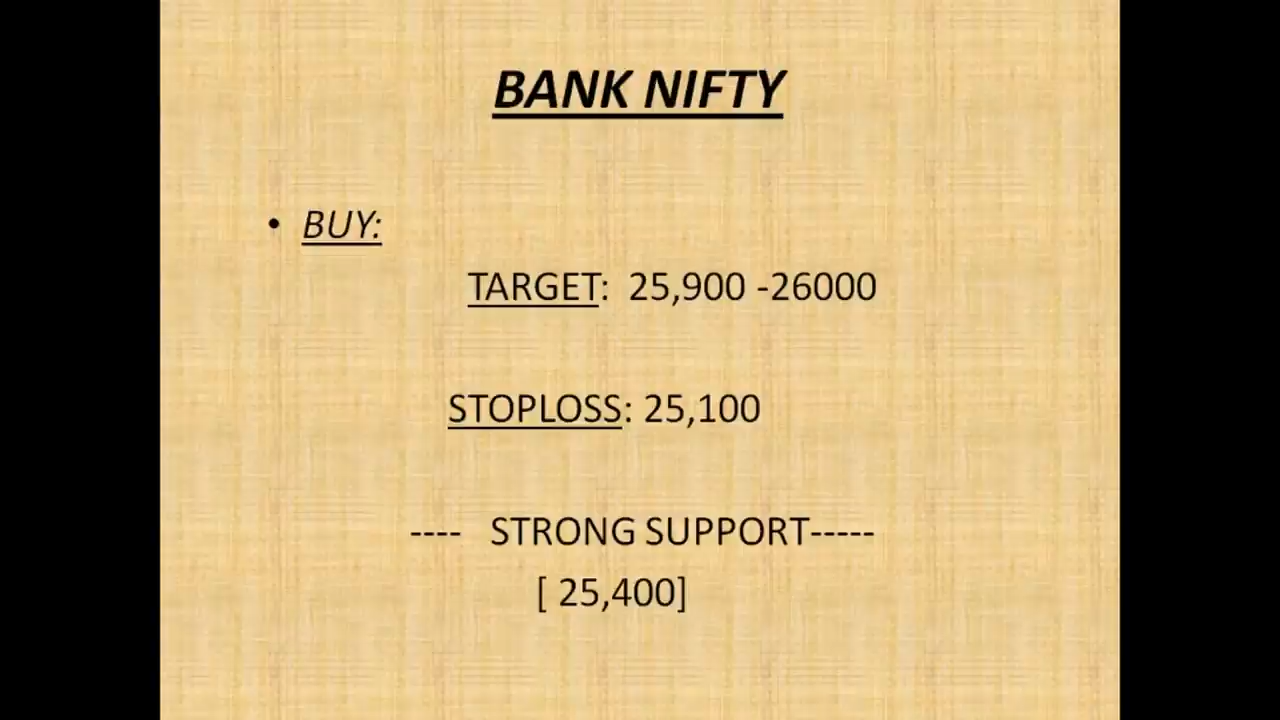 BANK NIFTY
• BUY:
TARGET: 25,900 -26000
STOPLOSS: 25,100
---- STRONG SUPPORT-----
[ 25,400]